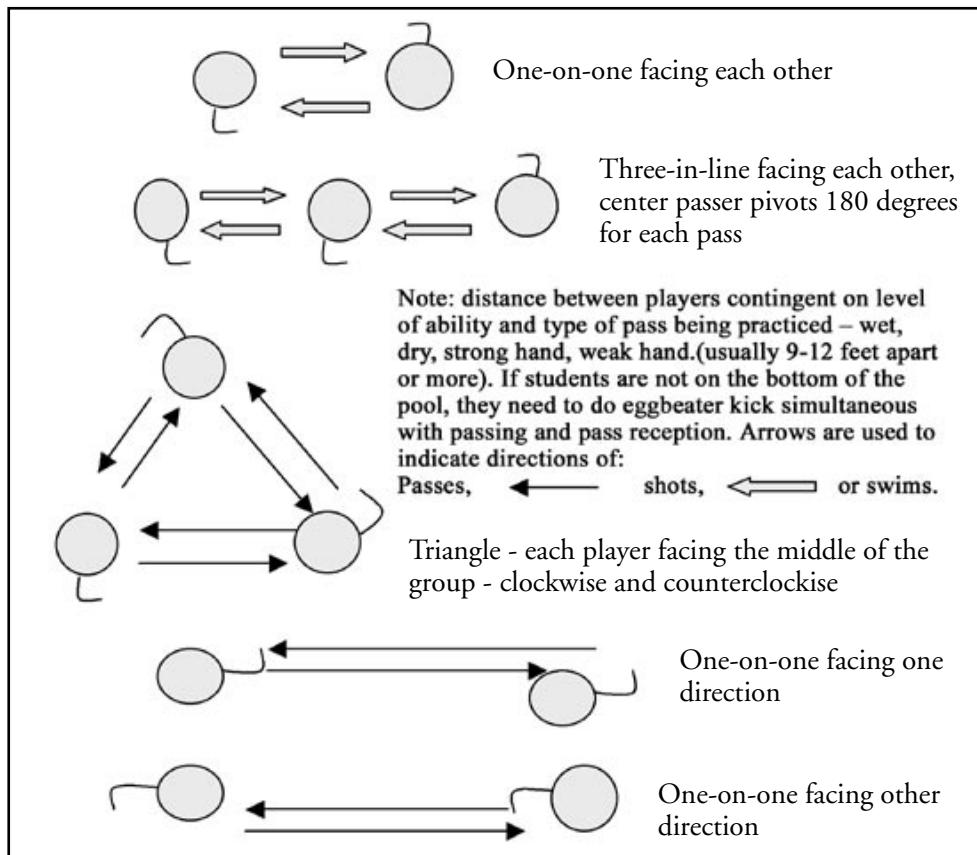 One-on-one facing each other
Three-in-line facing each other,
center passer pivots 180 degrees
for each pass
Note: distance between players contingent on level
of ability and type of pass being practiced – wet,
dry, strong hand, weak hand.(usually 9-12 feet apart
or more). If students are not on the bottom of the
pool, they need to do eggbeater kick simultaneous
with passing and pass reception. Arrows are used to
indicate directions of:
Passes, shots, or swims.
Triangle - each player facing the middle of the
group - clockwise and counterclockise
One-on-one facing one
direction
One-on-one facing other
direction